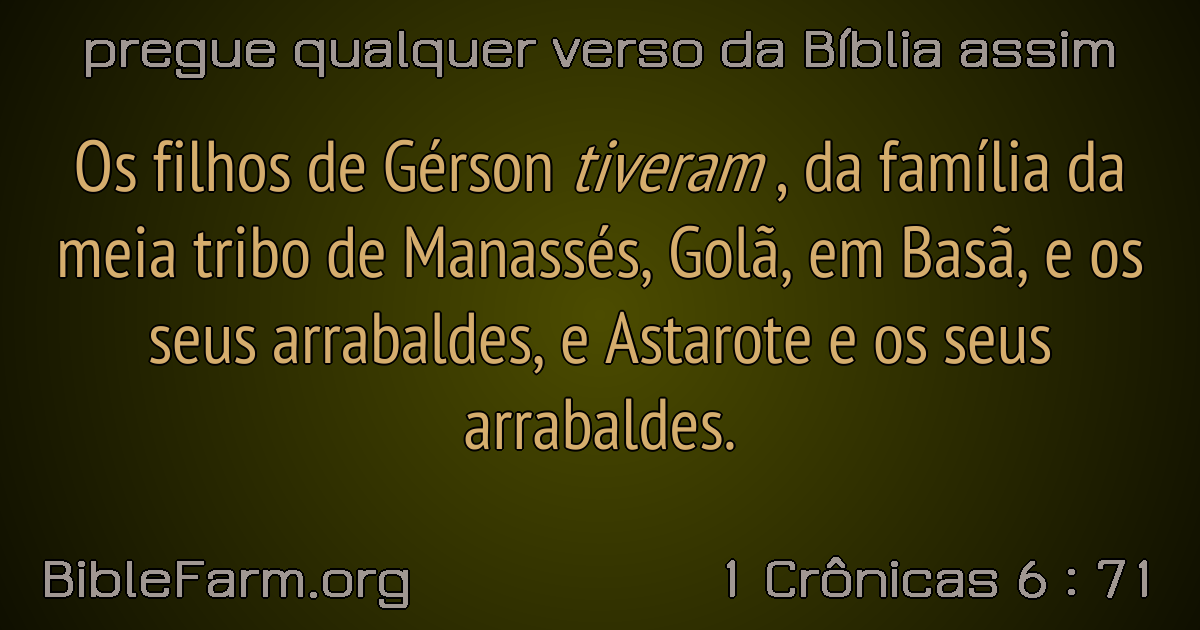 pregue qualquer verso da Bíblia assim
Os filhos de Gérson tiveram , da família da
meia tribo de Manassés, Golã, em Basã, e os
seus arrabaldes, e Astarote e os seus
arrabaldes.
BibleFarm.org
1 Crônicas 6 : 71